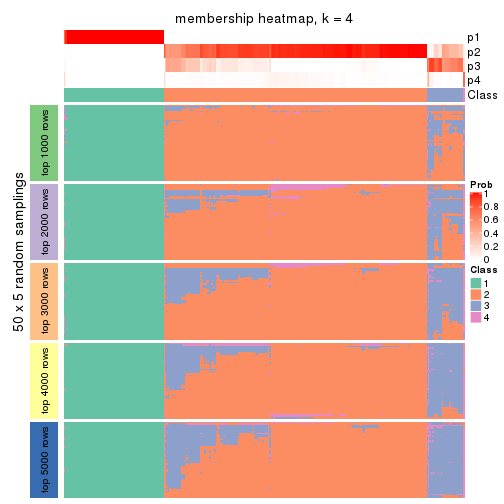 membership heatmap, k = 4
p1
p2
p3
p4
Class
50 x 5 random samplings
top 1000 rows
top 2000 rows
top 3000 rows
top 4000 rows
top 5000 rows
Prob
1
0.8
0.6
0.4
0.2
0
Class
1
2
3
4